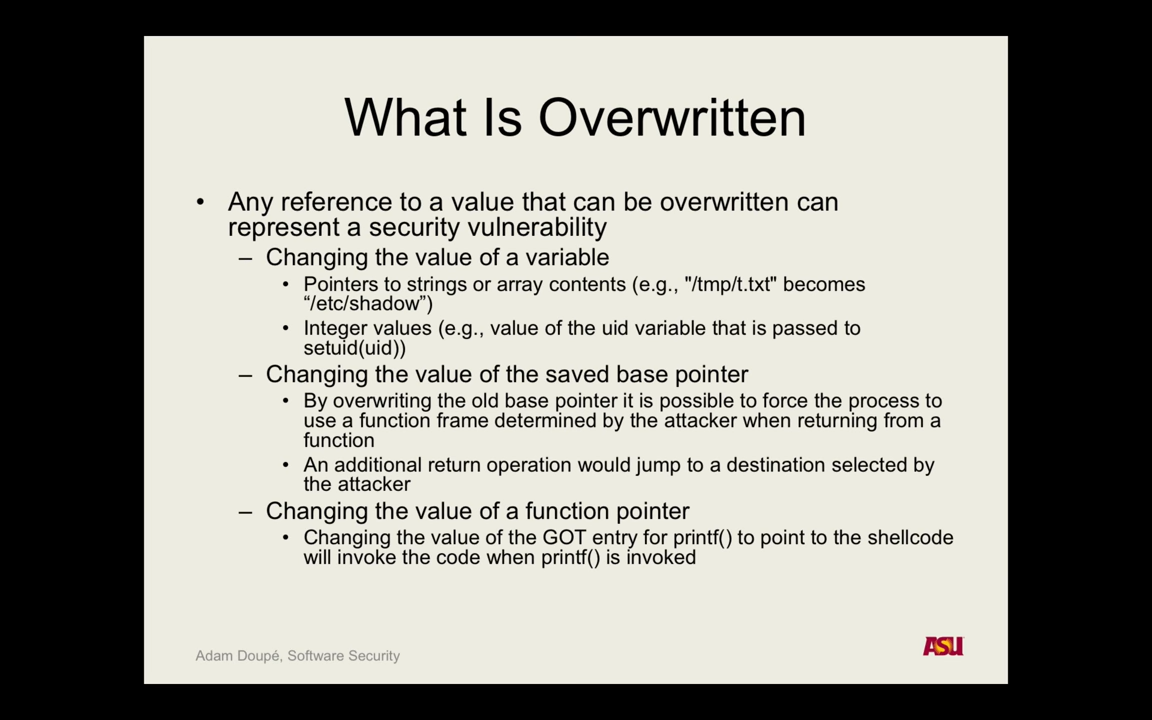 What Is Overwritten
• Any reference to a value that can be overwritten can
represent a security vulnerability
– Changing the value of a variable
• Pointers to strings or array contents (e.g., "/tmp/t.txt" becomes
“/etc/shadow”)
• Integer values (e.g., value of the uid variable that is passed to
setuid(uid))
– Changing the value of the saved base pointer
• By overwriting the old base pointer it is possible to force the process to
use a function frame determined by the attacker when returning from a
function
• An additional return operation would jump to a destination selected by
the attacker
– Changing the value of a function pointer
• Changing the value of the GOT entry for printf() to point to the shellcode
will invoke the code when printf() is invoked
Adam Doupé, Software Security
ASU